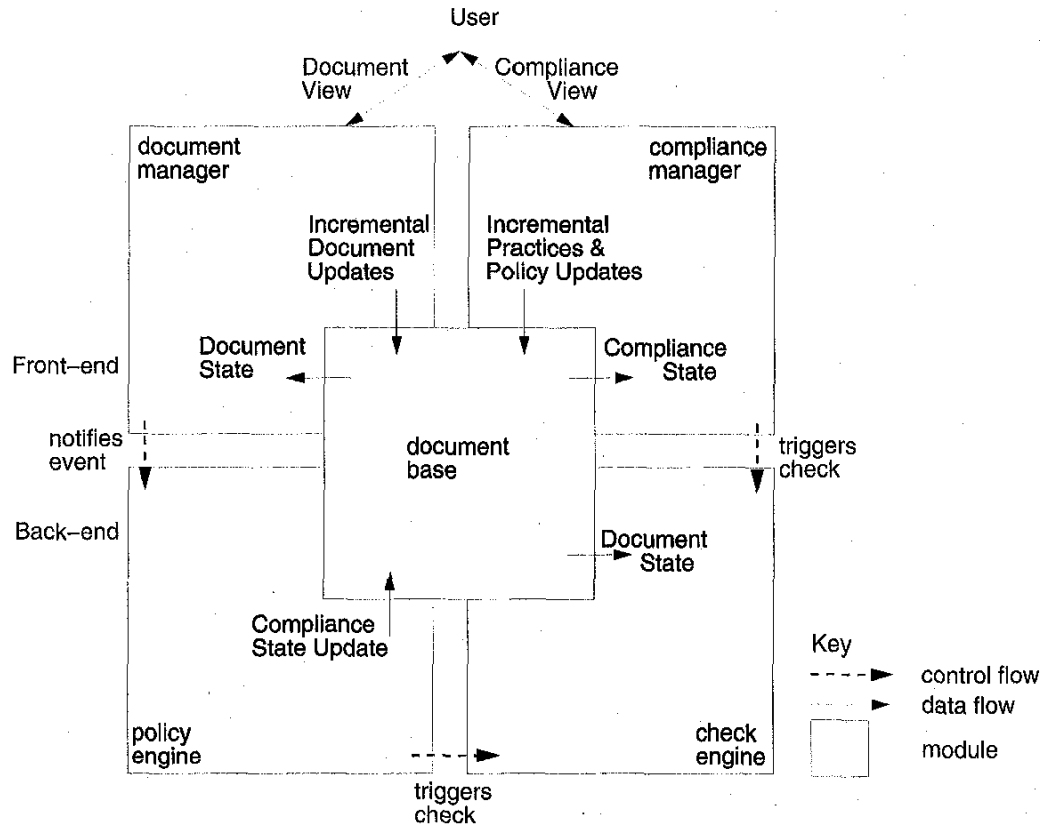 User
Document
View
Compliance
View
document
manager
compliance
manager
Incremental
Document
Updates
Incremental
Practices &
Policy Updates
Front–end
Document
State
Compliance
State
notifies
event
document
base
triggers
check
Back–end
Document
State
Compliance
State Update
policy
engine
check
engine
triggers
check
Key
control flow
data flow
module